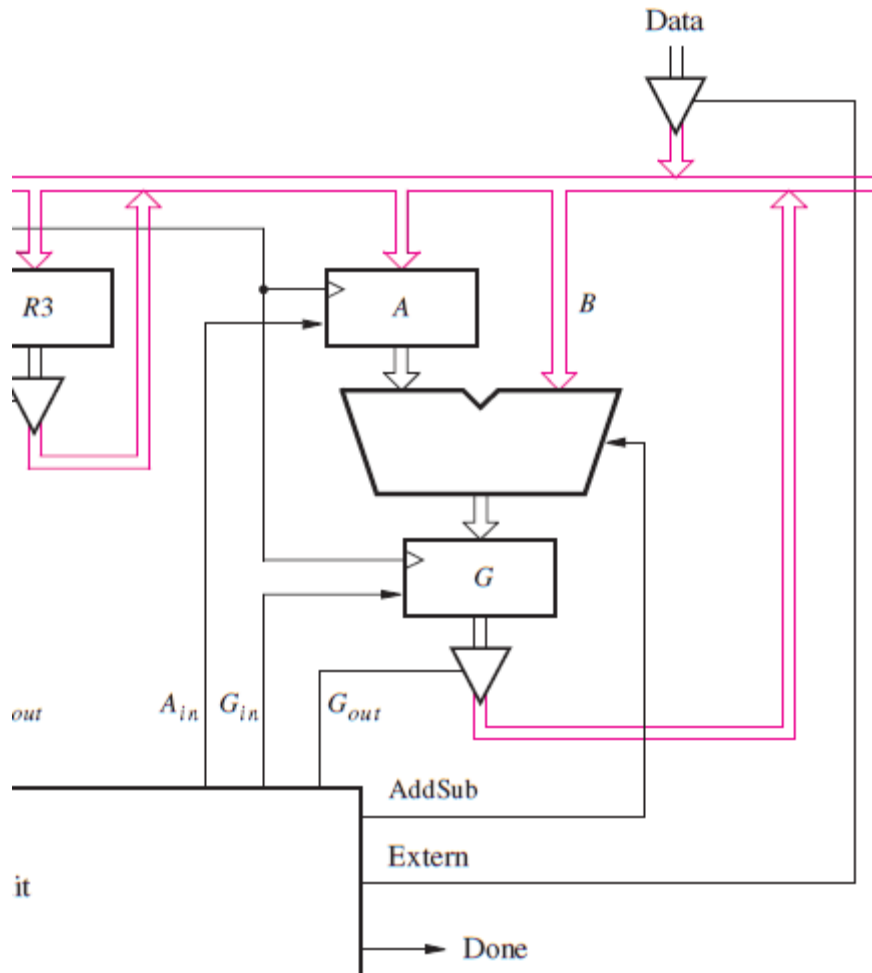 Data
R3
A
B
G
out
A in
G in
G out
AddSub
Extern
it
Done